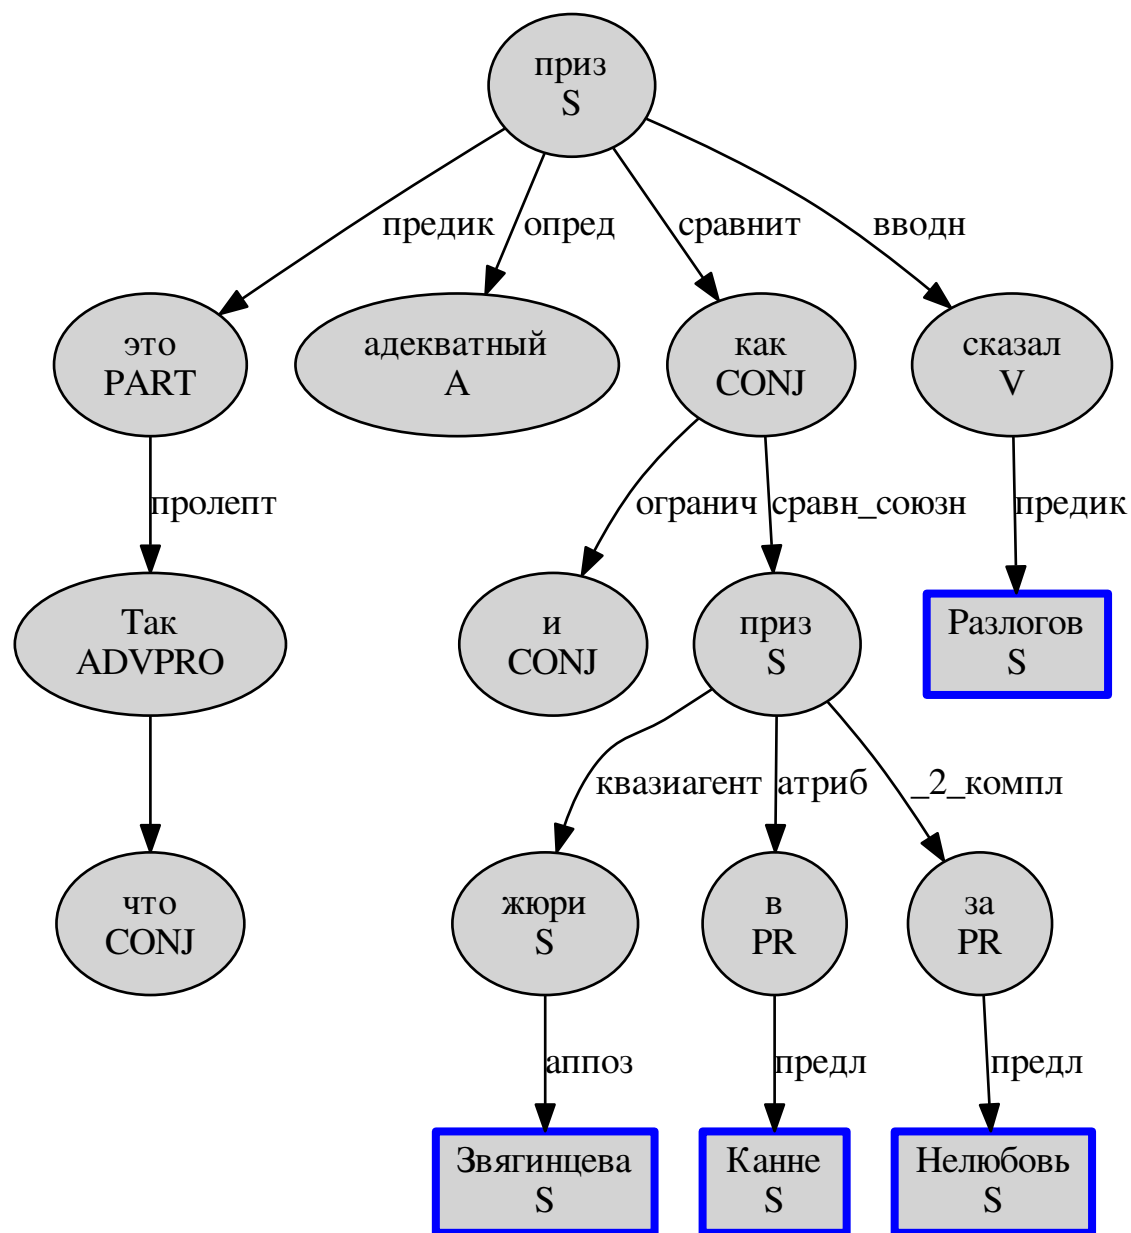 приз
S
предик
опред
сравнит
вводн
это
PART
адекватный
A
как
CONJ
сказал
V
пролепт
огранич
сравн_союзн
предик
Так
ADVPRO
и
CONJ
приз
S
Разлогов
S
квазиагент
атриб
_2_компл
что
CONJ
жюри
S
в
PR
за
PR
аппоз
предл
предл
Звягинцева
S
Канне
S
Нелюбовь
S